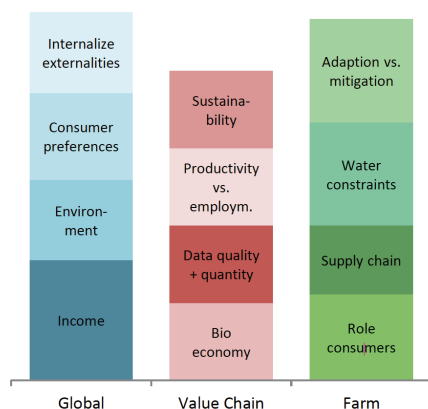 Internalize
externalities
Consumer
preferences
Environ-
ment
Income
Sustaina-
bility
Productivity
vs.
employm.
Data quality
+ quantity
Bio
economy
Adaption vs.
mitigation
Water
constraints
Supply chain
Role
consumers
Global
Value Chain
Farm